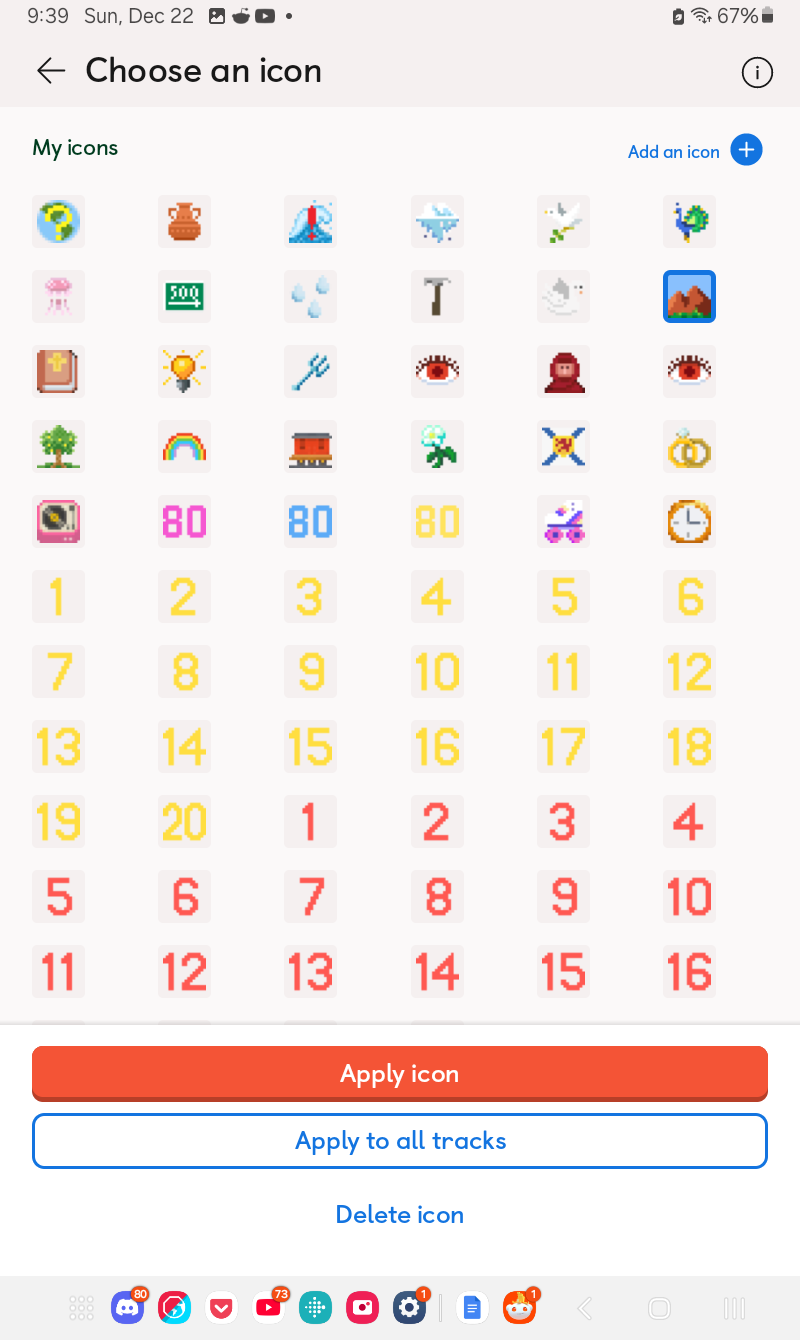 9:39 Sun, Dec 22
67%
Choose an icon
My icons
Add an icon
500
80 80 80
1 2 3 4 5 6
7 8 9 10 11 12
13 14 15 16 17 18
19 20 1 2 3 4
5 6 7 8 9 10
11 12 13 14 15 16
Apply icon
Apply to all tracks
Delete icon
80 73 1 1